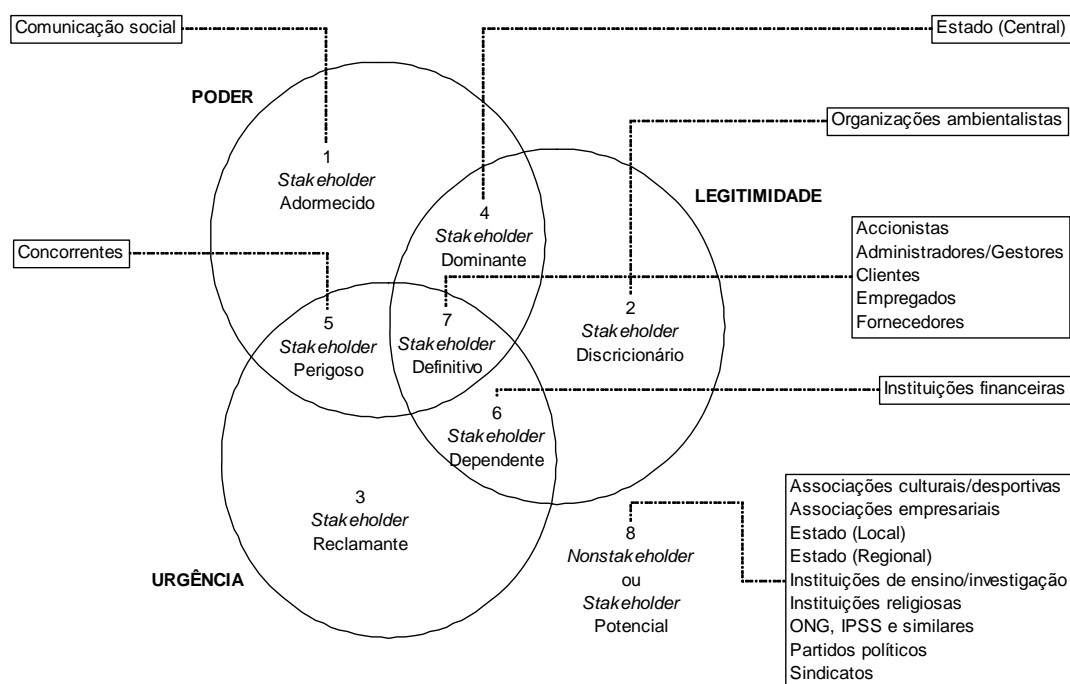 Comunicação social
Estado (Central)
PODER
Organizações ambientalistas
1
Stakeholder
Adormecido
LEGITIMIDADE
4
Stakeholder
Dominante
Accionistas
Administradores/Gestores
Clientes
Empregados
Fornecedores
Concorrentes
5
Stakeholder
Perigoso
7
Stakeholder
Definitivo
2
Stakeholder
Discricionário
Instituições financeiras
6
Stakeholder
Dependente
3
Stakeholder
Reclamante
URGÊNCIA
8
Nonstakeholder
ou
Stakeholder
Potencial
Associações culturais/desportivas
Associações empresariais
Estado (Local)
Estado (Regional)
Instituições de ensino/investigação
Instituições religiosas
ONG, IPSS e similares
Partidos políticos
Sindicatos